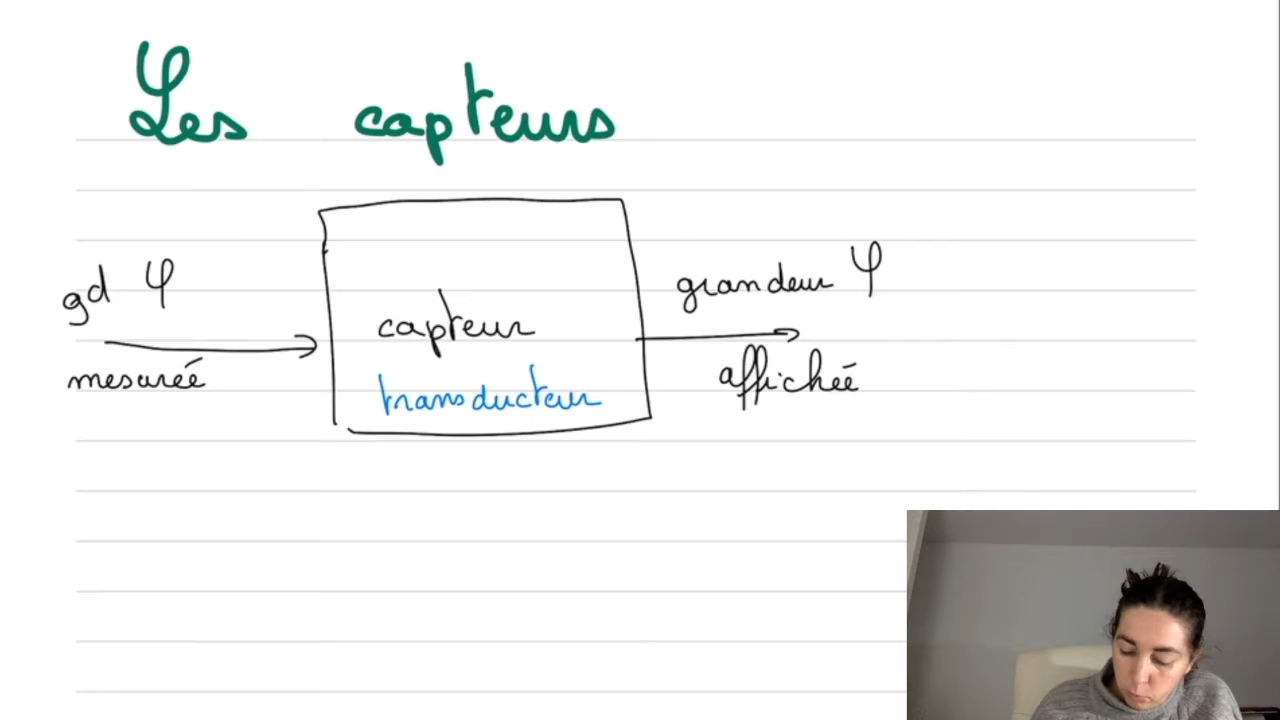 Les capteurs
gd φ
mesurée
capteur
transducteur
grandeur φ
affichée